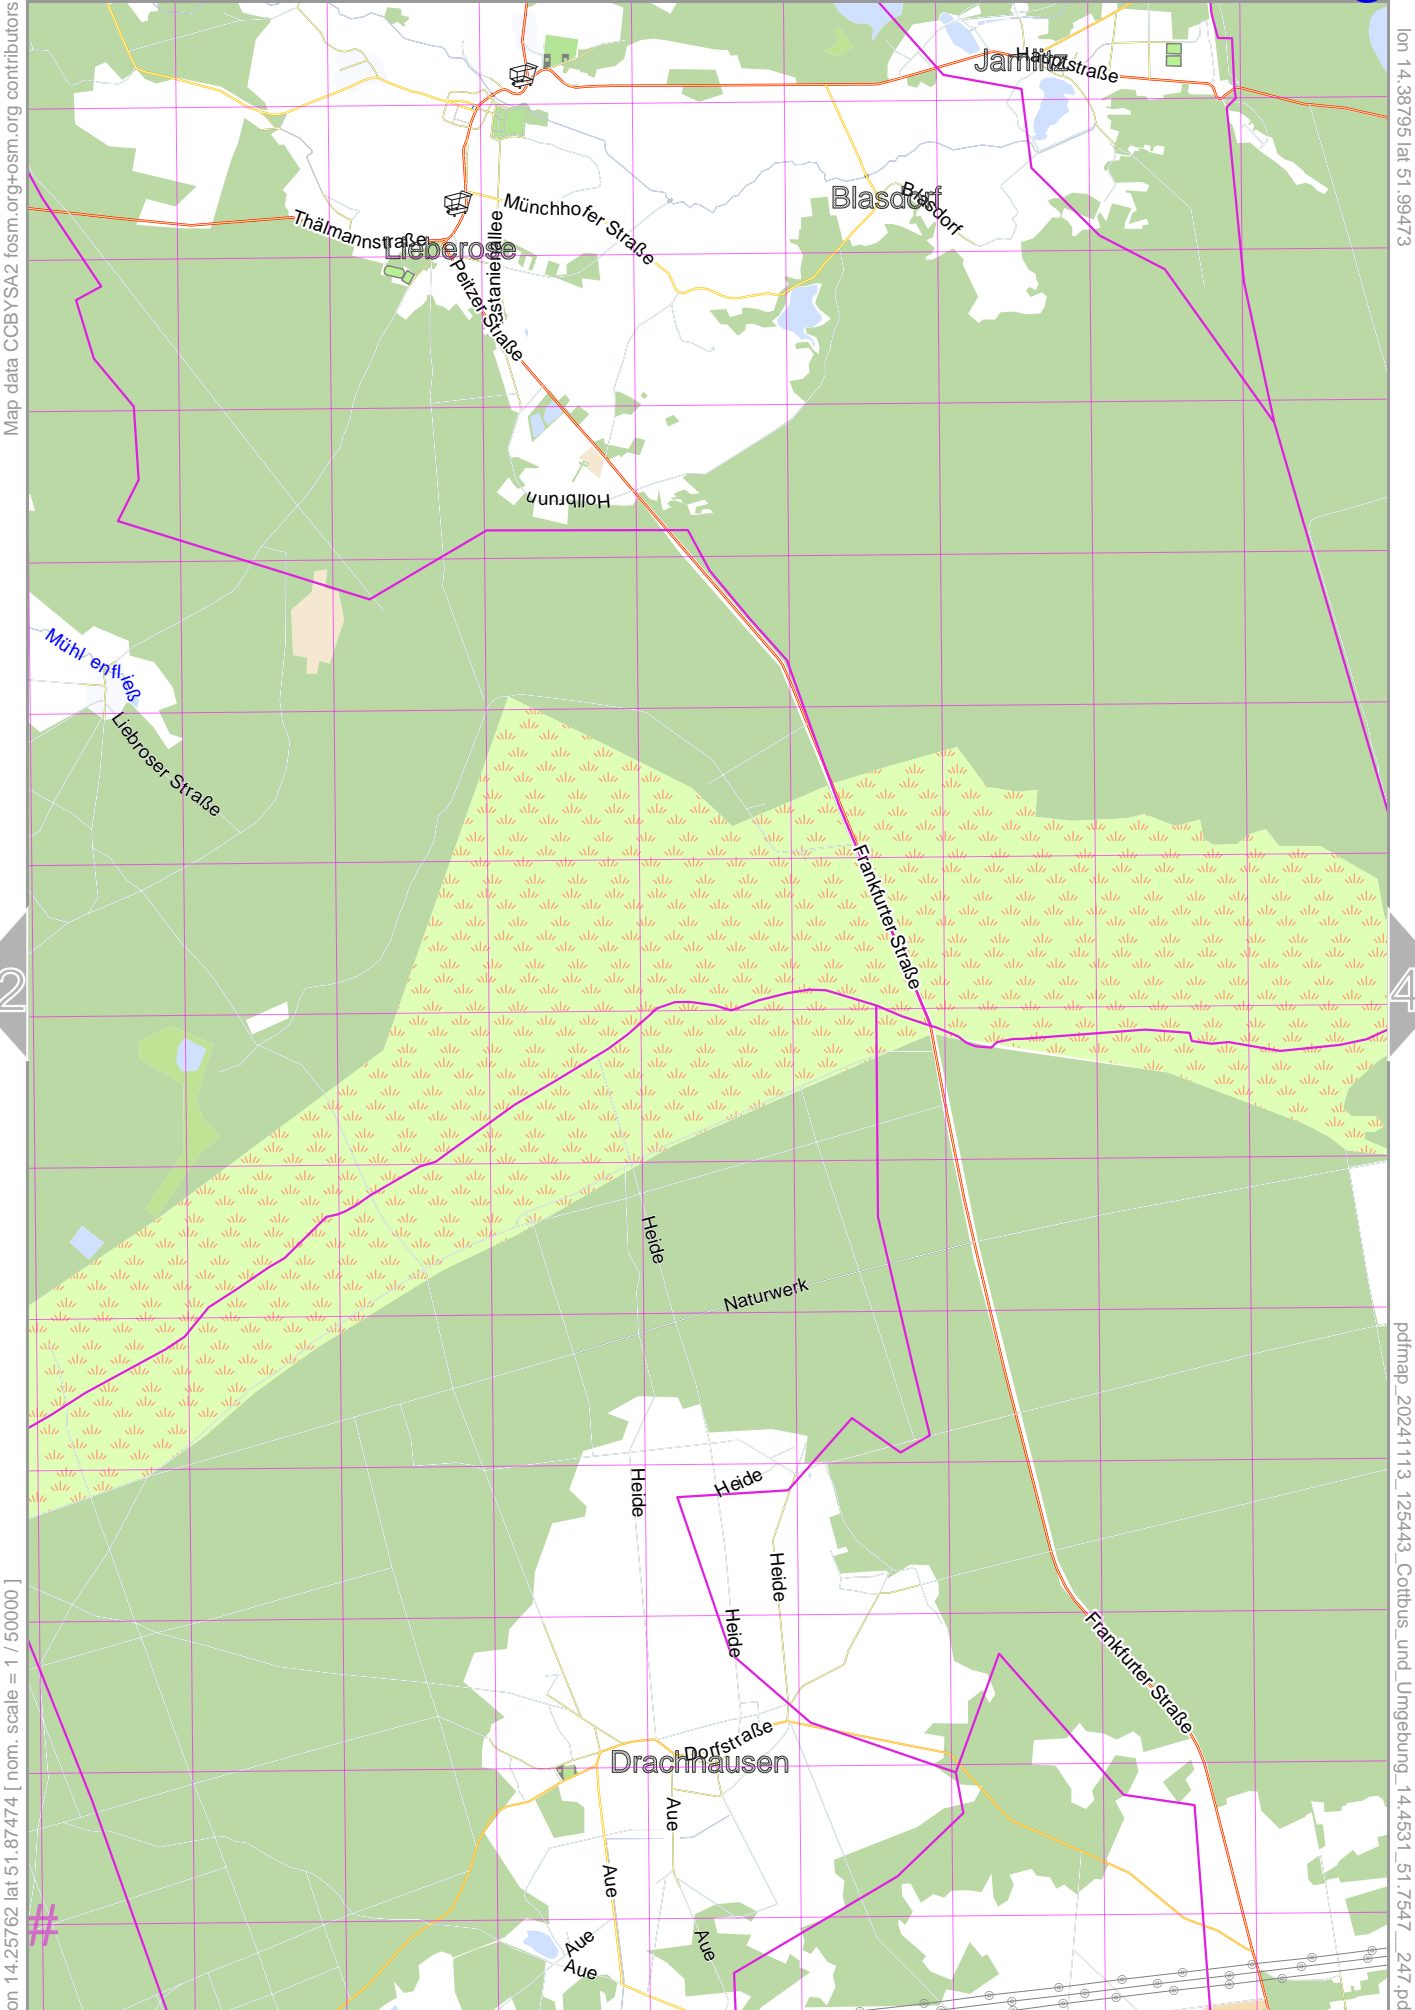 Map data CCBYSA2 fosm.org+osm.org contributors
lon 14.38795 lat 51.99473
Jamlitz
Hauptstraße
Blasdorf
Blasdorf
Münchhofer Straße
Thälmannstraße
Lieberose
Peitzer Straße
Hollbrunn
Mühlenfließ
Liebroser Straße
Frankfurter Straße
2
4
Heide
Naturwerk
Heide
Heide
Heide
Heide
Frankfurter Straße
Dorfstraße
Drachhausen
Aue
Aue
Aue
Aue
Aue
#
on 14.25762 lat 51.87474 [ nom. scale = 1 / 50000 ]
pdfmap_20241113_125443_Cottbus_und_Umgebung_14.4531_51.7547__247.pd